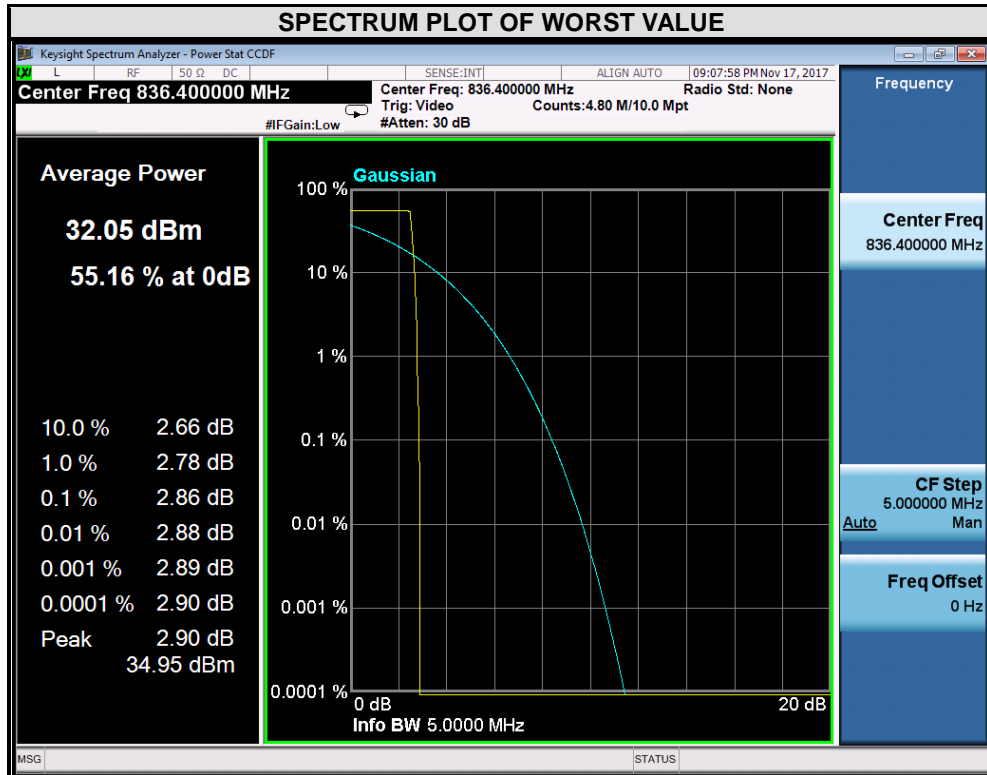 SPECTRUM PLOT OF WORST VALUE
Keysight Spectrum Analyzer - Power Stat CCDF
LXI L RF 50 Ω DC SENSE:INT ALIGN AUTO 09:07:58 PM Nov 17, 2017
Center Freq 836.400000 MHz
Center Freq: 836.400000 MHz Radio Std: None
Trig: Video Counts:4.80 M/10.0 Mpt
#IFGain:Low #Atten: 30 dB
Frequency
Average Power
32.05 dBm
55.16 % at 0dB
10.0 % 2.66 dB
1.0 % 2.78 dB
0.1 % 2.86 dB
0.01 % 2.88 dB
0.001 % 2.89 dB
0.0001 % 2.90 dB
Peak 2.90 dB
34.95 dBm
Gaussian
100 %
10 %
1 %
0.1 %
0.01 %
0.001 %
0.0001 %
0 dB 20 dB
Info BW 5.0000 MHz
Center Freq
836.400000 MHz
CF Step
5.000000 MHz
Auto Man
Freq Offset
0 Hz
MSG STATUS